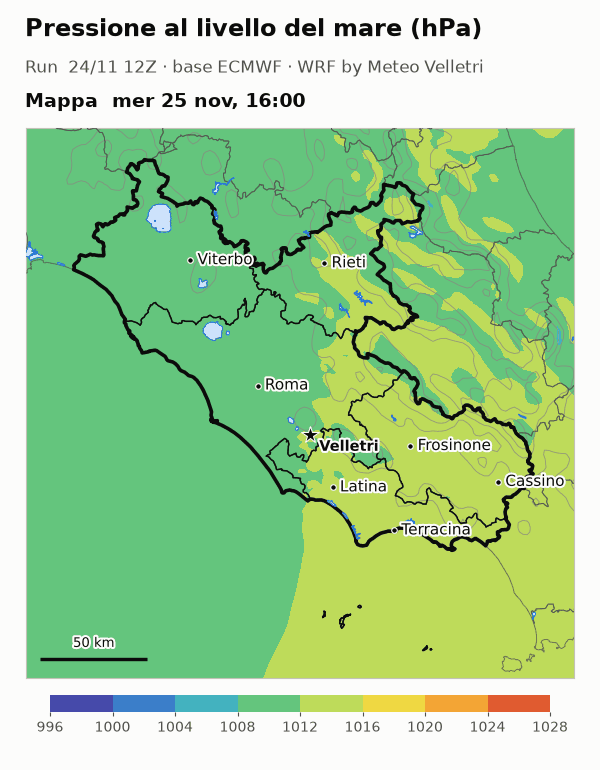 Pressione al livello del mare (hPa)
Run  24/11 12Z · base ECMWF · WRF by Meteo Velletri
Mappa  mer 25 nov, 16:00
Viterbo
Rieti
Roma
Velletri
Frosinone
Cassino
Latina
Terracina
50 km
996 1000 1004 1008 1012 1016 1020 1024 1028